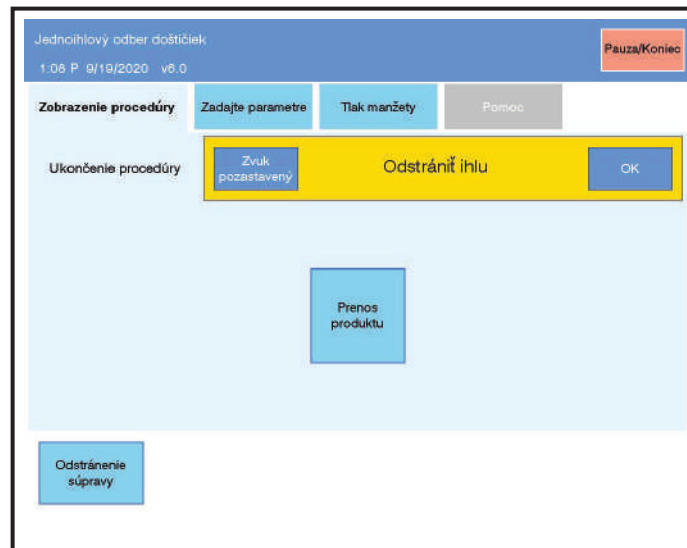 Jednoihlový odber doštičiek
1:08 P 9/19/2020 v6.0
Pauza/Koniec
Zobrazenie procedúry
Zadajte parametre
Tlak manžety
Pomoc
Ukončenie procedúry
Zvuk
pozastavený
Odstrániť ihlu
OK
Prenos
produktu
Odstránenie
súpravy